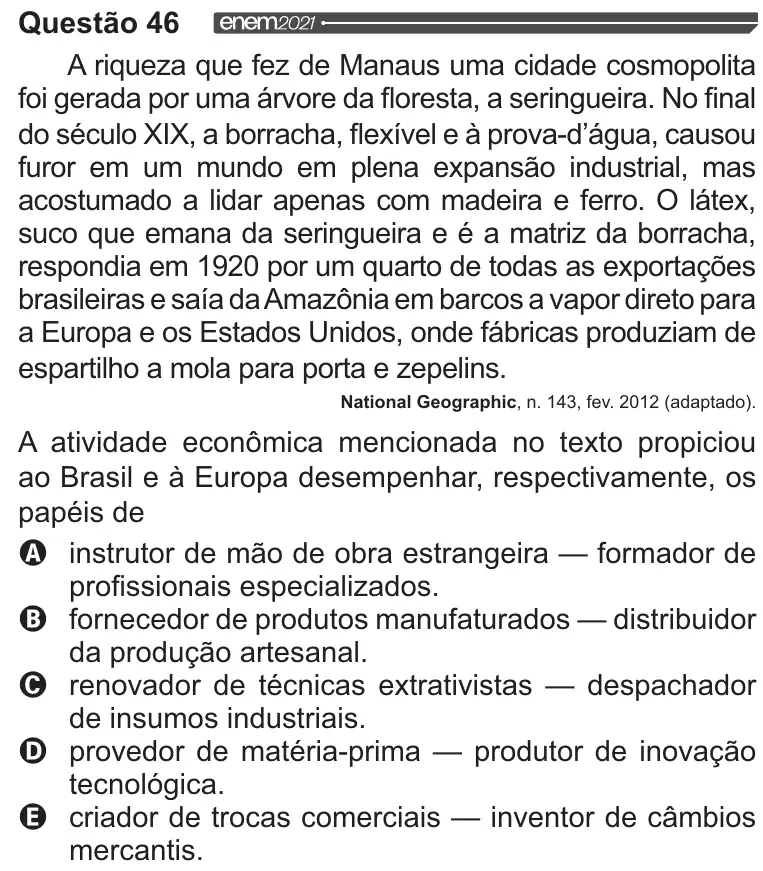 Questão 46 enem2021
A riqueza que fez de Manaus uma cidade cosmopolita
foi gerada por uma árvore da floresta, a seringueira. No final
do século XIX, a borracha, flexível e à prova-d’água, causou
furor em um mundo em plena expansão industrial, mas
acostumado a lidar apenas com madeira e ferro. O látex,
suco que emana da seringueira e é a matriz da borracha,
respondia em 1920 por um quarto de todas as exportações
brasileiras e saía da Amazônia em barcos a vapor direto para
a Europa e os Estados Unidos, onde fábricas produziam de
espartilho a mola para porta e zepelins.
National Geographic, n. 143, fev. 2012 (adaptado).
A atividade econômica mencionada no texto propiciou
ao Brasil e à Europa desempenhar, respectivamente, os
papéis de
A instrutor de mão de obra estrangeira — formador de
profissionais especializados.
B fornecedor de produtos manufaturados — distribuidor
da produção artesanal.
C renovador de técnicas extrativistas — despachador
de insumos industriais.
D provedor de matéria-prima — produtor de inovação
tecnológica.
E criador de trocas comerciais — inventor de câmbios
mercantis.